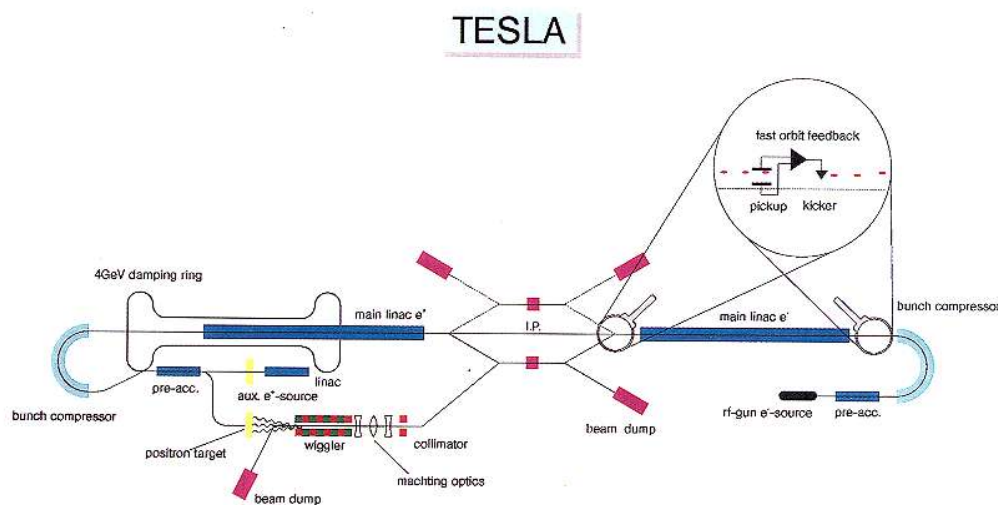 TESLA
fast orbit feedback
pickup
kicker
4GeV damping ring
bunch compressor
main linac e⁺
I.P.
main linac e⁻
pre-acc.
linac
aux. e⁺-source
bunch compressor
rf-gun e⁻-source
pre-acc.
positron target
wiggler
collimator
beam dump
machting optics
beam dump